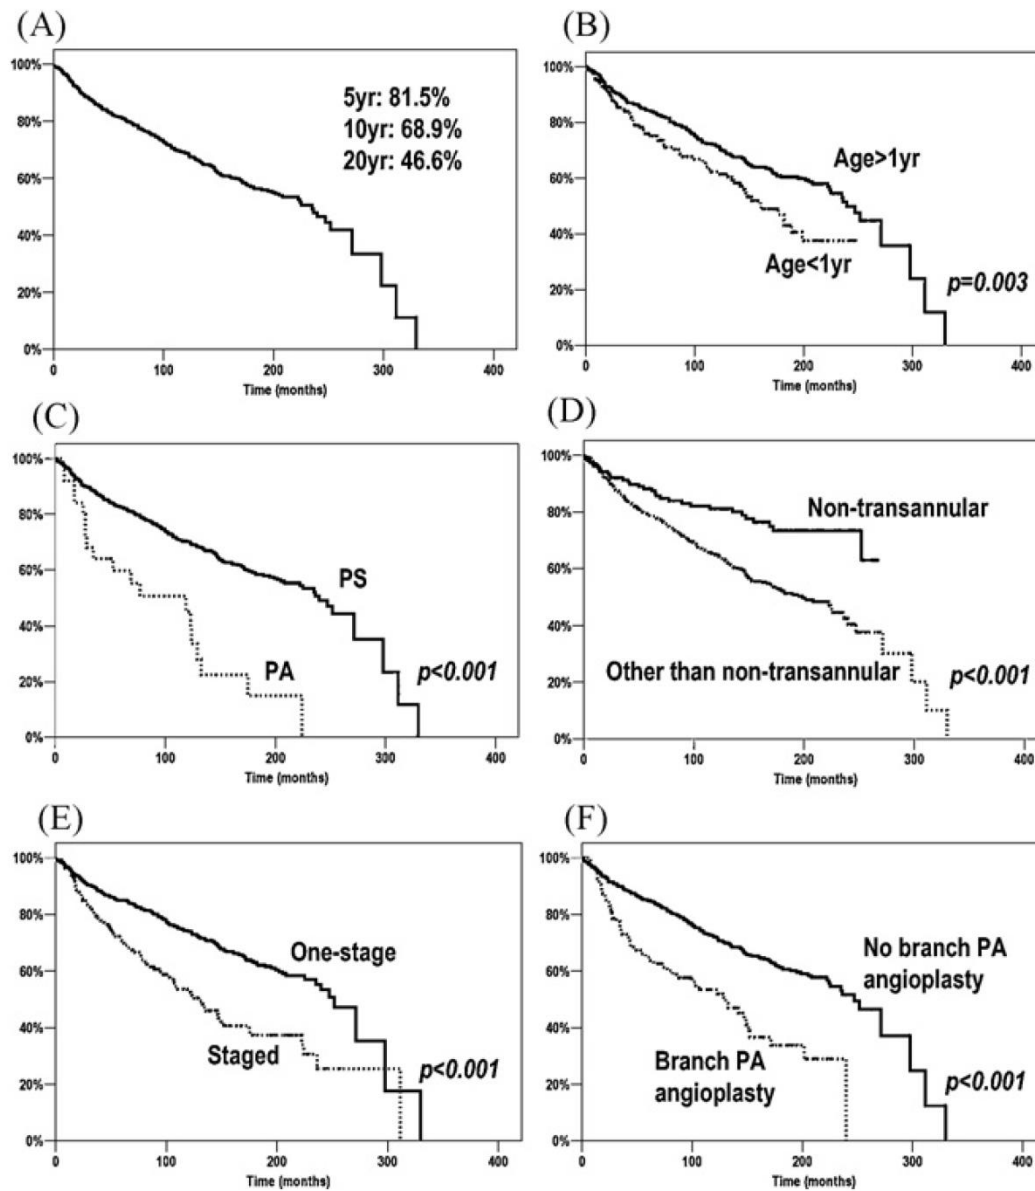 (A)
100%
80%
60%
40%
20%
0%
5yr: 81.5%
10yr: 68.9%
20yr: 46.6%
0 100 200 300 400
Time (months)
(B)
100%
80%
60%
40%
20%
0%
Age>1yr
Age<1yr
p=0.003
0 100 200 300 400
Time (months)
(C)
100%
80%
60%
40%
20%
0%
PS
PA
p<0.001
0 100 200 300 400
Time (months)
(D)
100%
80%
60%
40%
20%
0%
Non-transannular
Other than non-transannular
p<0.001
0 100 200 300 400
Time (months)
(E)
100%
80%
60%
40%
20%
0%
One-stage
Staged
p<0.001
0 100 200 300 400
Time (months)
(F)
100%
80%
60%
40%
20%
0%
No branch PA
angioplasty
Branch PA
angioplasty
p<0.001
0 100 200 300 400
Time (months)